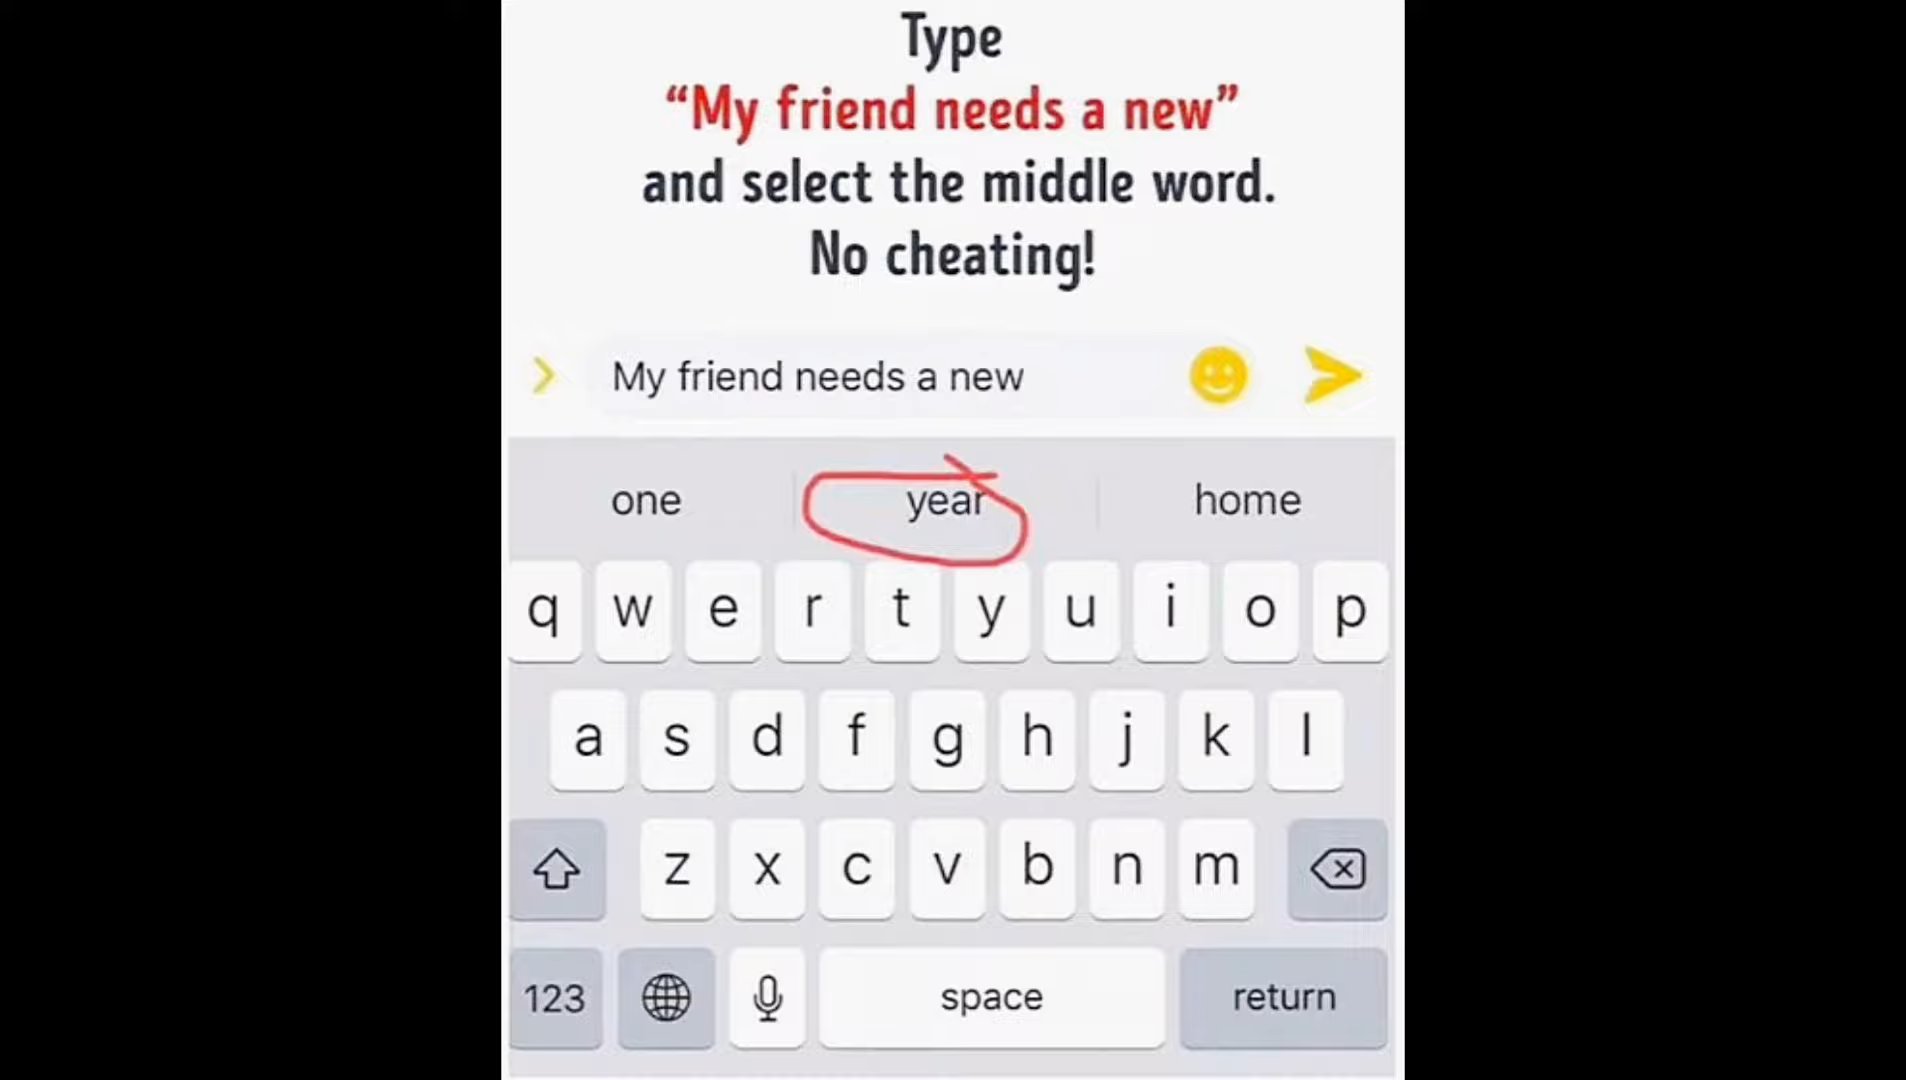 Type
“My friend needs a new”
and select the middle word.
No cheating!
My friend needs a new
one year home
q w e r t y u i o p
a s d f g h j k l
z x c v b n m
123 space return